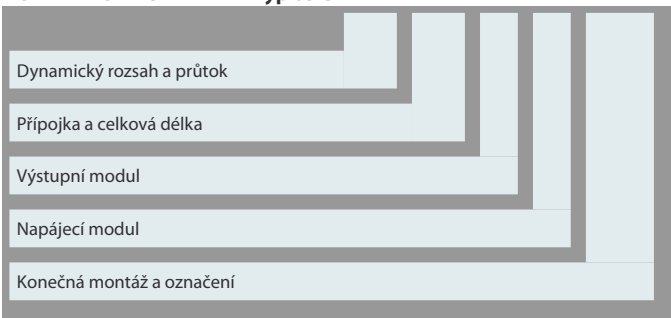 Dynamický rozsah a průtok
Přípojka a celková délka
Výstupní modul
Napájecí modul
Konečná montáž a označení